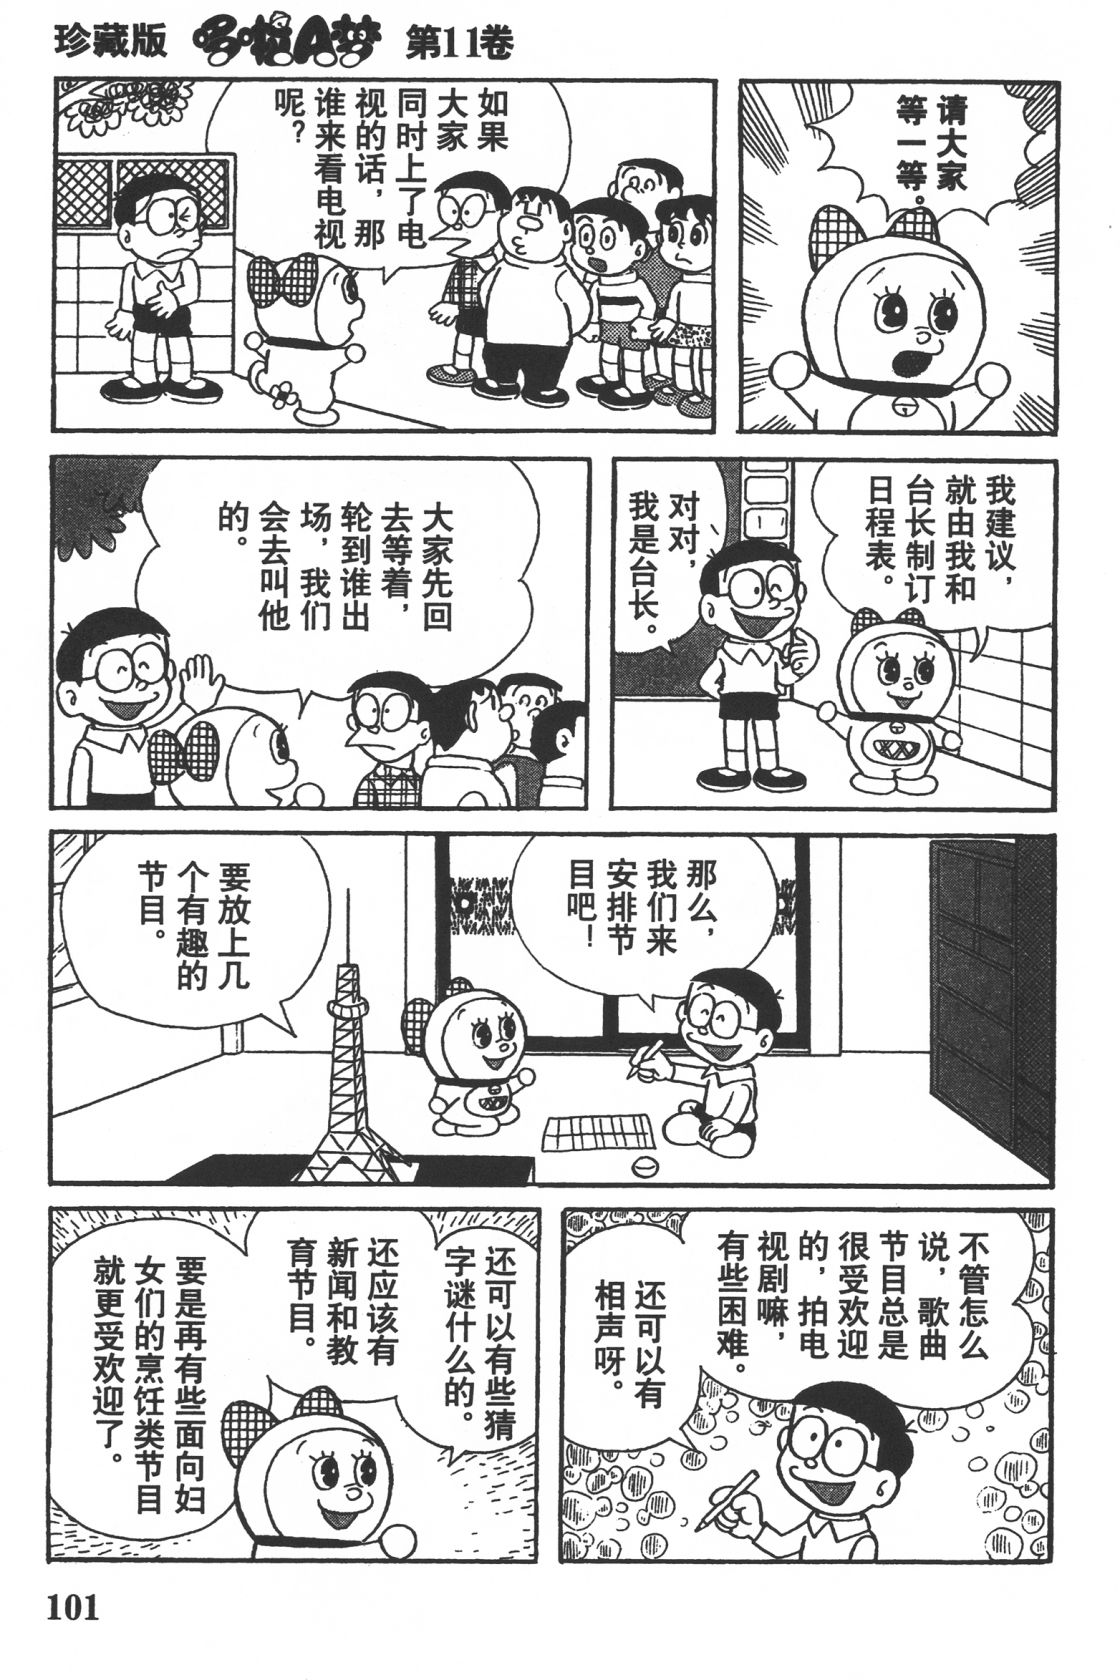 珍藏版 哆啦A梦 第11卷
请大家
等一等。
如果
大家
同时上了电
视的话，那
谁来看电视
呢？
我建议，
就由我和
台长制订
日程表。
对对，
我是台长。
大家先回
去等着，
轮到谁出
场，我们
会去叫他
的。
那么，
我们来
安排节
目吧！
要放上几
个有趣的
节目。
不管怎么
说，歌曲
节目总是
很受欢迎
的，拍电
视剧嘛，
有些困难。
还可以有
相声呀。
还可以有些猜
字谜什么的。
还应该有
新闻和教
育节目。
要是再有些面向妇
女们的烹饪类节目
就更受欢迎了。
101